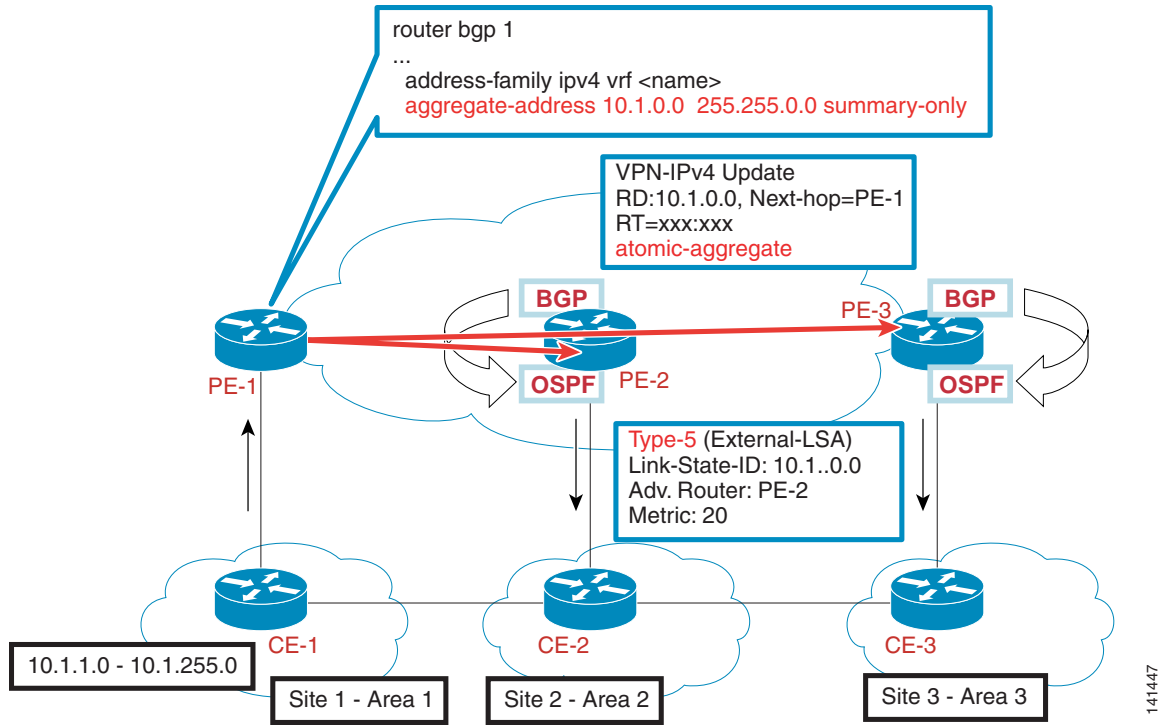 router bgp 1
...
address-family ipv4 vrf <name>
aggregate-address 10.1.0.0 255.255.0.0 summary-only
VPN-IPv4 Update
RD:10.1.0.0, Next-hop=PE-1
RT=xxx:xxx
atomic-aggregate
BGP
PE-3
BGP
PE-1
OSPF
PE-2
OSPF
Type-5 (External-LSA)
Link-State-ID: 10.1..0.0
Adv. Router: PE-2
Metric: 20
CE-1
CE-2
CE-3
10.1.1.0 - 10.1.255.0
Site 1 - Area 1
Site 2 - Area 2
Site 3 - Area 3
141447